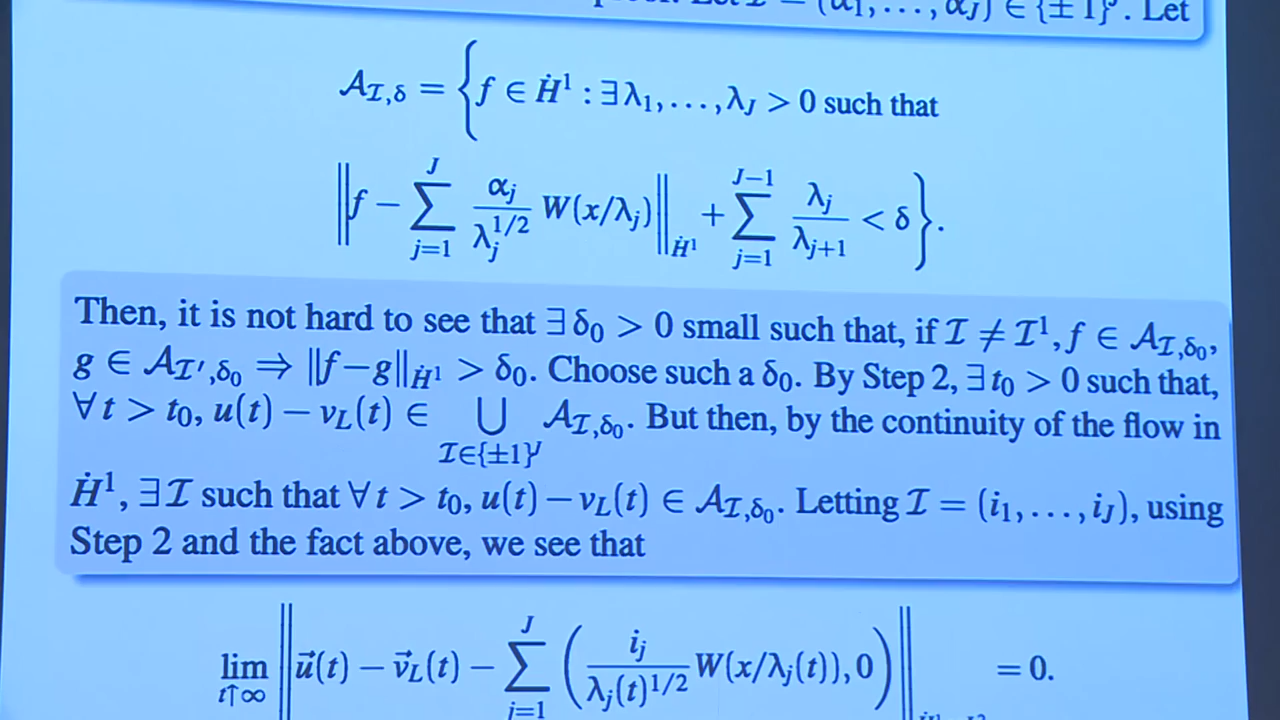 Let I = (α₁, …, α_J) ∈ {±1}ᴶ. Let
𝒜_{ℐ,δ} = { f ∈ Ḣ¹ : ∃ λ₁, …, λ_J > 0 such that
‖ f − ∑_{j=1}^{J} α_j / λ_j^{1/2} W(x/λ_j) ‖_{Ḣ¹} + ∑_{j=1}^{J−1} λ_j / λ_{j+1} < δ }.
Then, it is not hard to see that ∃ δ₀ > 0 small such that, if ℐ ≠ ℐ¹, f ∈ 𝒜_{ℐ,δ₀},
g ∈ 𝒜_{ℐ′,δ₀} ⇒ ‖f−g‖_{Ḣ¹} > δ₀. Choose such a δ₀. By Step 2, ∃ t₀ > 0 such that,
∀ t > t₀, u(t) − v_L(t) ∈ ⋃_{ℐ∈{±1}ᴶ} 𝒜_{ℐ,δ₀}. But then, by the continuity of the flow in
Ḣ¹, ∃ ℐ such that ∀ t > t₀, u(t) − v_L(t) ∈ 𝒜_{ℐ,δ₀}. Letting ℐ = (i₁, …, i_J), using
Step 2 and the fact above, we see that
lim_{t↑∞} ‖ u⃗(t) − v⃗_L(t) − ∑_{j=1}^{J} ( i_j / λ_j(t)^{1/2} W(x/λ_j(t)), 0 ) ‖ = 0.